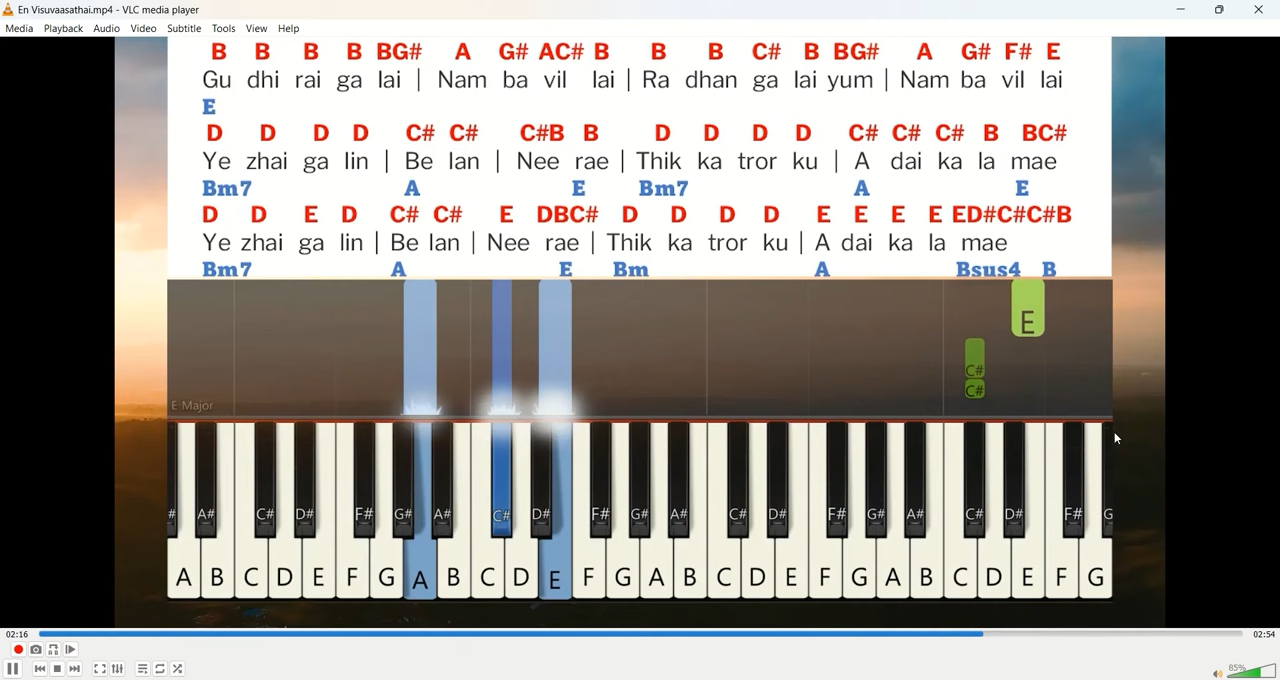 En Visuvaasathai.mp4 - VLC media player
Media Playback Audio Video Subtitle Tools View Help
B B B B BG# A G# AC# B B B C# B BG# A G# F# E
Gu dhi rai ga lai | Nam ba vil lai | Ra dhan ga lai yum | Nam ba vil lai
E
D D D D C# C# C#B B D D D D C# C# C# B BC#
Ye zhai ga lin | Be lan | Nee rae | Thik ka tror ku | A dai ka la mae
Bm7 A E Bm7 A E
D D E D C# C# E DBC# D D D D E E E E ED#C#C#B
Ye zhai ga lin | Be lan | Nee rae | Thik ka tror ku | A dai ka la mae
Bm7 A E Bm A Bsus4 B
E
C#
C#
E Major
# A# C# D# F# G# A# C# D# F# G# A# C# D# F# G# A# C# D# F# G
A B C D E F G A B C D E F G A B C D E F G A B C D E F G
02:16 02:54
85%